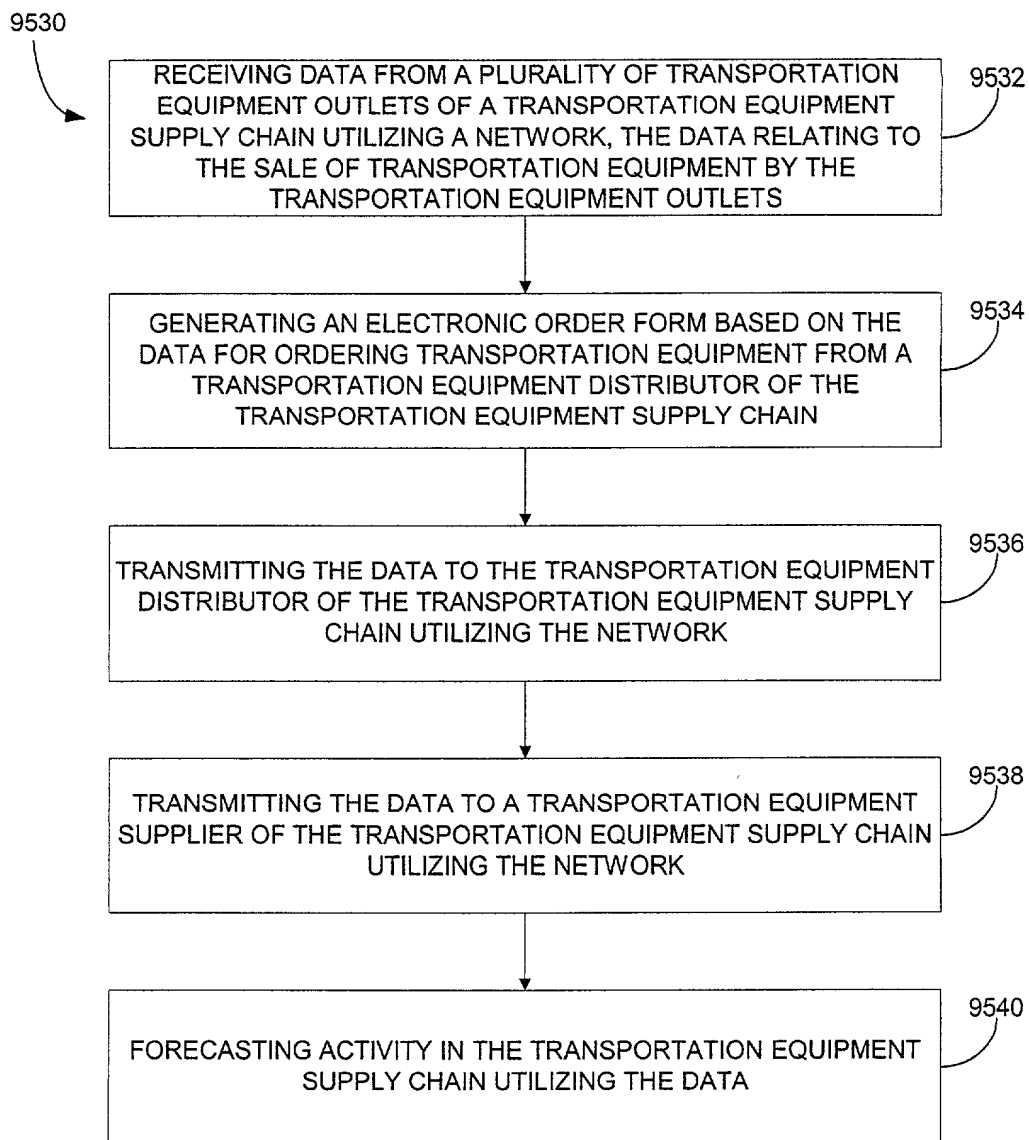 9530
RECEIVING DATA FROM A PLURALITY OF TRANSPORTATION
EQUIPMENT OUTLETS OF A TRANSPORTATION EQUIPMENT
SUPPLY CHAIN UTILIZING A NETWORK, THE DATA RELATING TO
THE SALE OF TRANSPORTATION EQUIPMENT BY THE
TRANSPORTATION EQUIPMENT OUTLETS
9532
GENERATING AN ELECTRONIC ORDER FORM BASED ON THE
DATA FOR ORDERING TRANSPORTATION EQUIPMENT FROM A
TRANSPORTATION EQUIPMENT DISTRIBUTOR OF THE
TRANSPORTATION EQUIPMENT SUPPLY CHAIN
9534
TRANSMITTING THE DATA TO THE TRANSPORTATION EQUIPMENT
DISTRIBUTOR OF THE TRANSPORTATION EQUIPMENT SUPPLY
CHAIN UTILIZING THE NETWORK
9536
TRANSMITTING THE DATA TO A TRANSPORTATION EQUIPMENT
SUPPLIER OF THE TRANSPORTATION EQUIPMENT SUPPLY CHAIN
UTILIZING THE NETWORK
9538
FORECASTING ACTIVITY IN THE TRANSPORTATION EQUIPMENT
SUPPLY CHAIN UTILIZING THE DATA
9540